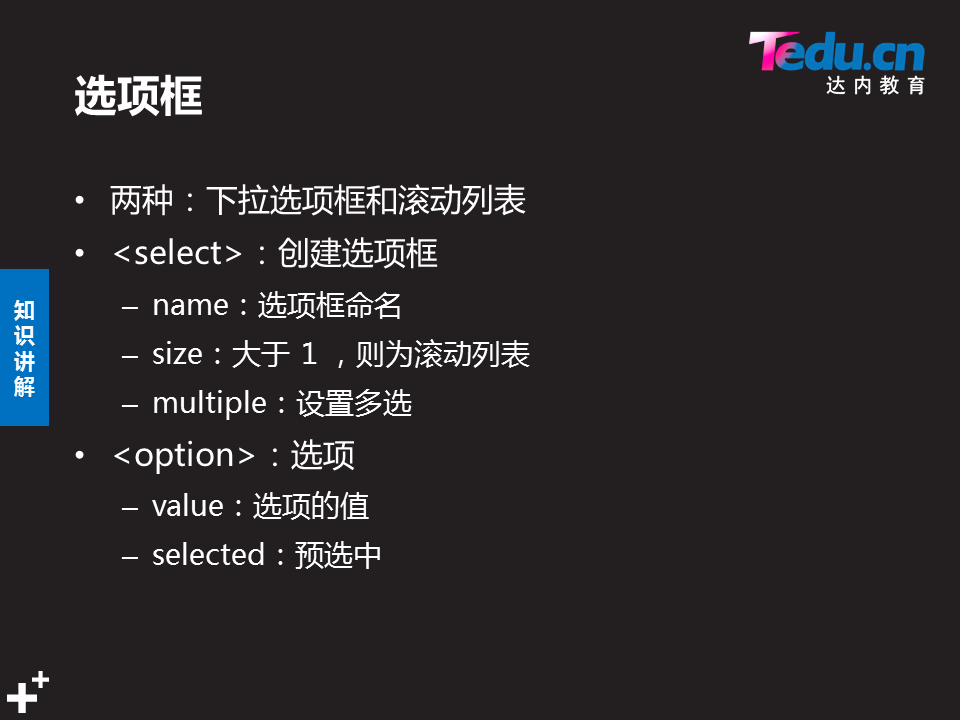 Tedu.cn
达内教育
选项框
• 两种：下拉选项框和滚动列表
• <select>：创建选项框
– name：选项框命名
– size：大于 1 ，则为滚动列表
– multiple：设置多选
• <option>：选项
– value：选项的值
– selected：预选中
知识讲解